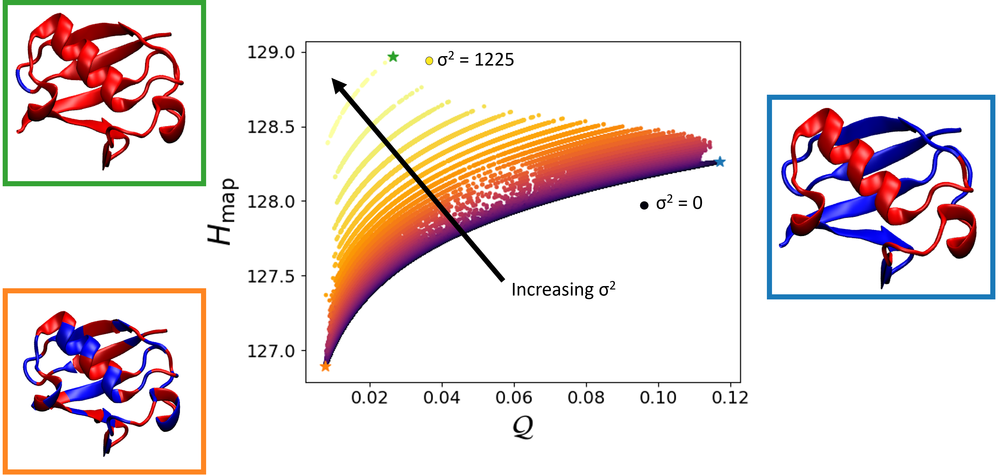 129.0
128.5
128.0
127.5
127.0
Hmap
σ² = 1225
σ² = 0
Increasing σ²
0.02 0.04 0.06 0.08 0.10 0.12
Q